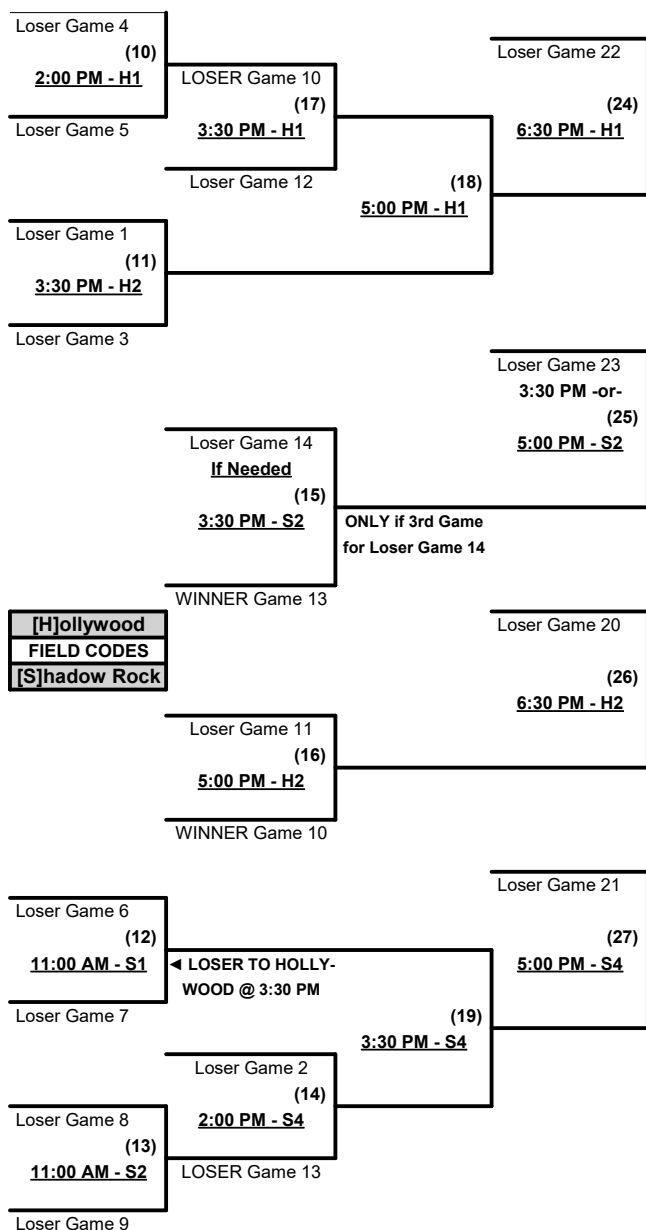 Loser Game 4
(10)
2:00 PM - H1
Loser Game 5
LOSER Game 10
(17)
3:30 PM - H1
Loser Game 12
Loser Game 22
(24)
6:30 PM - H1
(18)
5:00 PM - H1
Loser Game 1
(11)
3:30 PM - H2
Loser Game 3
Loser Game 23
3:30 PM -or-
(25)
5:00 PM - S2
Loser Game 14
If Needed
(15)
3:30 PM - S2
ONLY if 3rd Game
for Loser Game 14
WINNER Game 13
[H]ollywood
FIELD CODES
[S]hadow Rock
Loser Game 20
(26)
6:30 PM - H2
Loser Game 11
(16)
5:00 PM - H2
WINNER Game 10
Loser Game 21
(27)
5:00 PM - S4
Loser Game 6
(12)
11:00 AM - S1
Loser Game 7
◄ LOSER TO HOLLY-
WOOD @ 3:30 PM
(19)
3:30 PM - S4
Loser Game 2
(14)
2:00 PM - S4
LOSER Game 13
Loser Game 8
(13)
11:00 AM - S2
Loser Game 9